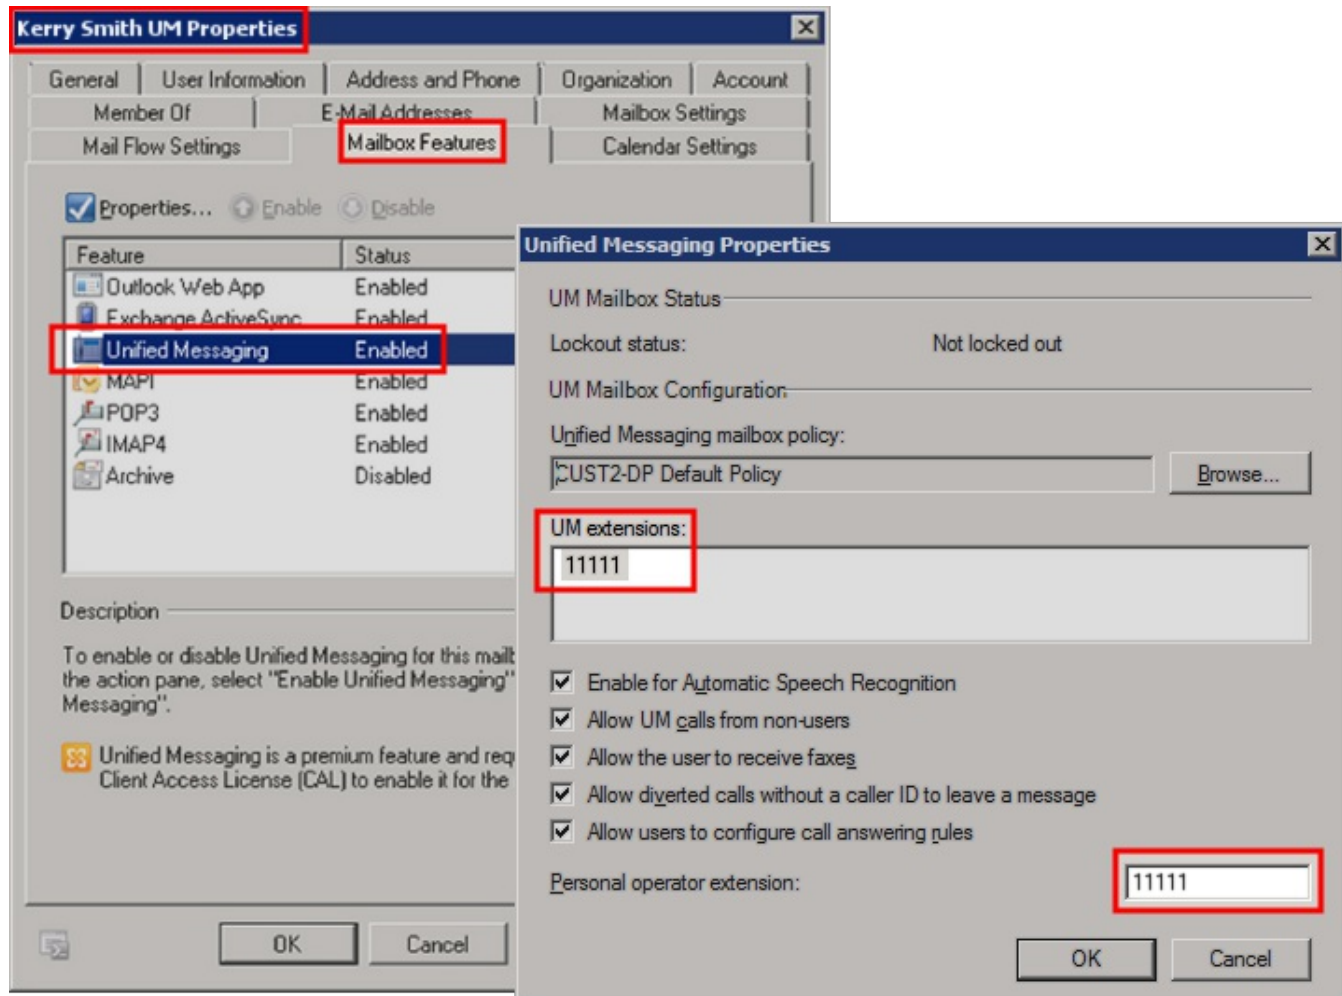 Kerry Smith UM Properties
General User Information Address and Phone Organization Account
Member Of E-Mail Addresses Mailbox Settings
Mail Flow Settings Mailbox Features Calendar Settings
Properties... Enable Disable
Feature Status
Outlook Web App Enabled
Exchange ActiveSync Enabled
Unified Messaging Enabled
MAPI Enabled
POP3 Enabled
IMAP4 Enabled
Archive Disabled
Description
To enable or disable Unified Messaging for this mailb
the action pane, select "Enable Unified Messaging"
Messaging".
Unified Messaging is a premium feature and req
Client Access License (CAL) to enable it for the
OK Cancel
Unified Messaging Properties
UM Mailbox Status
Lockout status: Not locked out
UM Mailbox Configuration
Unified Messaging mailbox policy:
CUST2-DP Default Policy Browse...
UM extensions:
11111
Enable for Automatic Speech Recognition
Allow UM calls from non-users
Allow the user to receive faxes
Allow diverted calls without a caller ID to leave a message
Allow users to configure call answering rules
Personal operator extension: 11111
OK Cancel